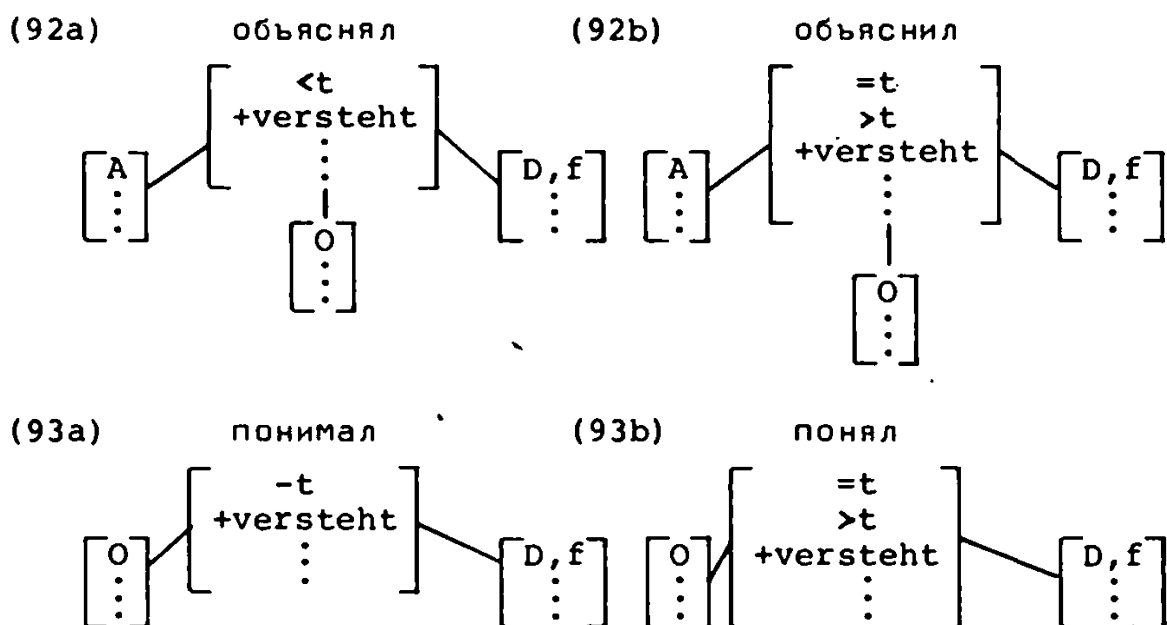 (92a) объяснял (92b) объяснил
<t =t
+versteht >t
+versteht
A D,f A D,f
O
O
(93a) понимал (93b) понял
-t =t
+versteht >t
O D,f O +versteht D,f